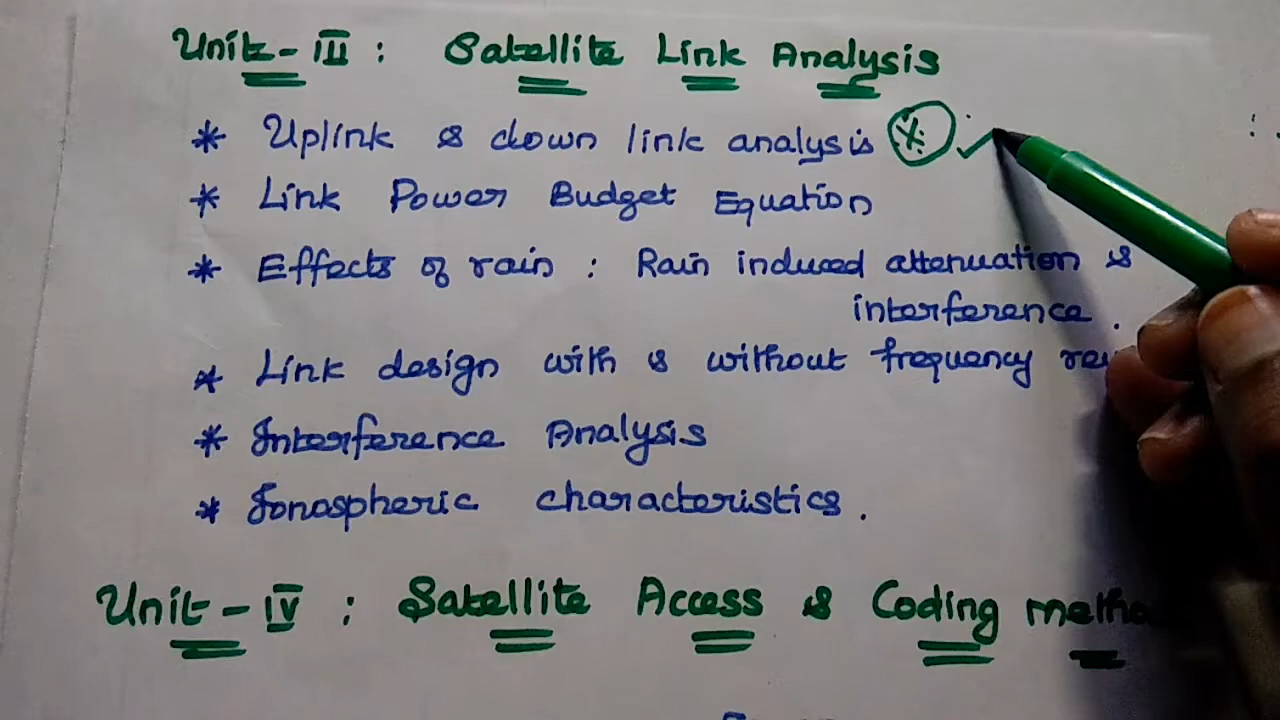 Unit - III : Satellite Link Analysis
* Uplink & down link analysis
* Link Power Budget Equation
* Effects of rain : Rain induced attenuation &
interference.
* Link design with & without frequency
* Interference Analysis
* Ionospheric characteristics.
Unit - IV : Satellite Access & Coding